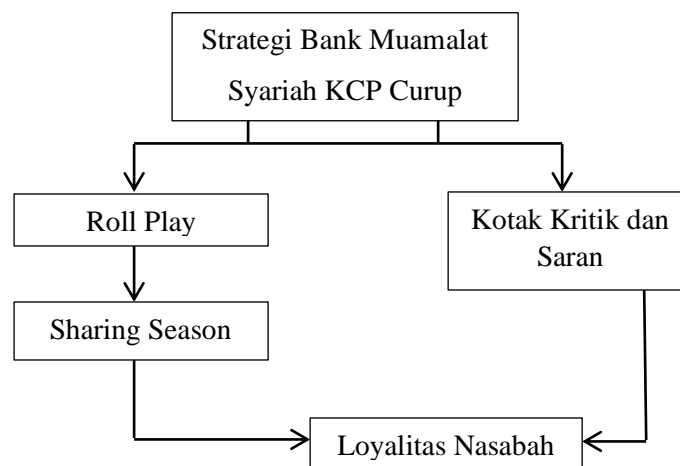 Strategi Bank Muamalat
Syariah KCP Curup
Roll Play
Kotak Kritik dan
Saran
Sharing Season
Loyalitas Nasabah